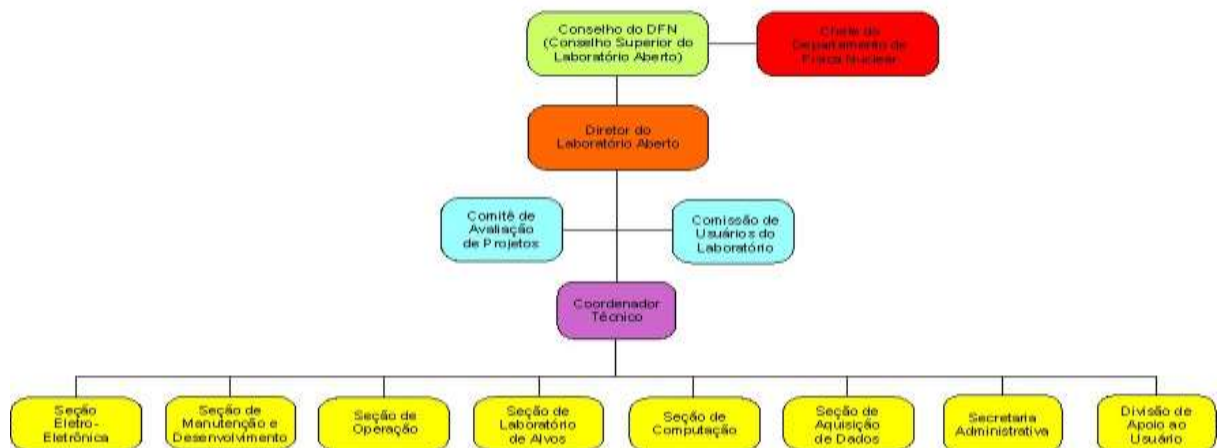 Conselho do DFN
(Conselho Superior do
Laboratório Aberto)
Chefe do
Departamento de
Física Nuclear
Diretor do
Laboratório Aberto
Comitê de
Avaliação
de Projetos
Comissão de
Usuários do
Laboratório
Coordenador
Técnico
Seção
Eletro-
Eletrônica
Seção de
Manutenção e
Desenvolvimento
Seção de
Operação
Seção de
Laboratório
de Alvos
Seção de
Computação
Seção de
Aquisição
de Dados
Secretaria
Administrativa
Divisão de
Apoio ao
Usuário